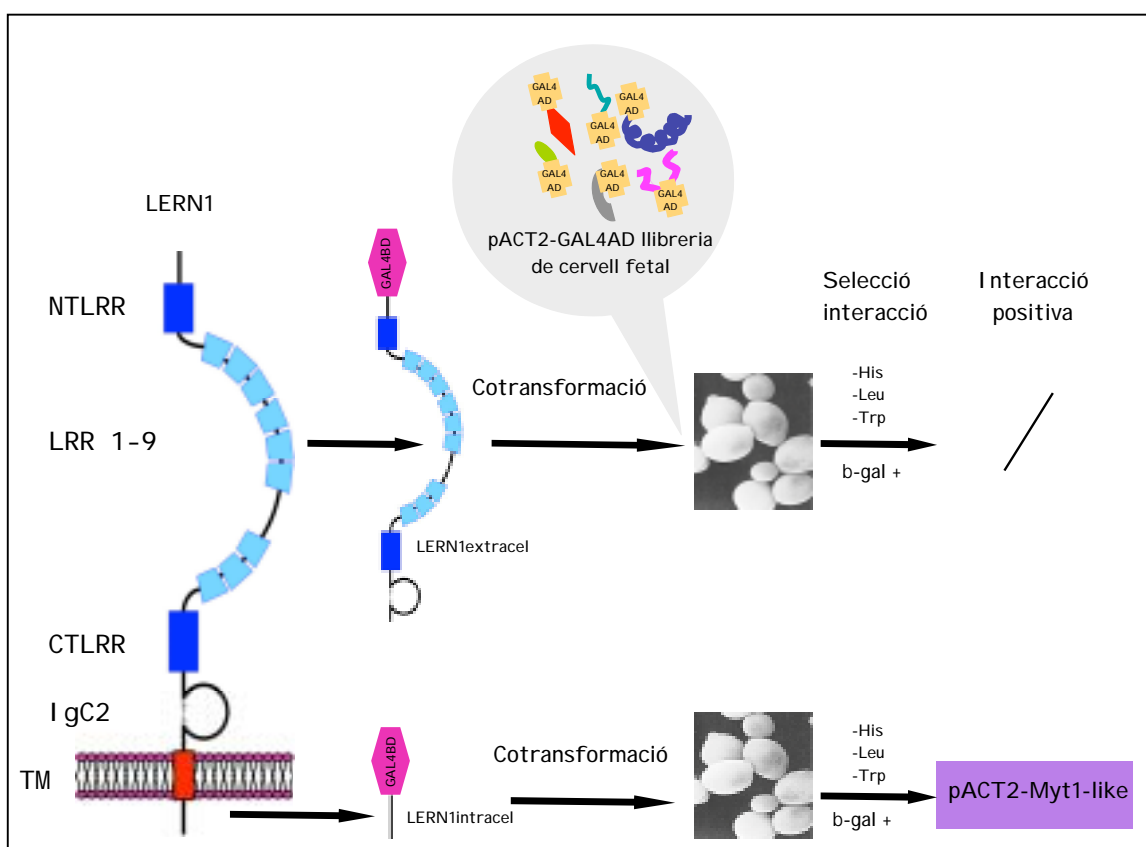 GAL4
AD
GAL4
AD
GAL4
AD
GAL4
AD
GAL4
AD
GAL4
AD
pACT2-GAL4AD llibreria
de cervell fetal
LERN1
NTLRR
LRR 1-9
CTLRR
IgC2
TM
GAL4BD
LERN1extracel
Cotransformació
Selecció
interacció
Interacció
positiva
-His
-Leu
-Trp
b-gal +
GAL4BD
LERN1intracel
Cotransformació
-His
-Leu
-Trp
b-gal +
pACT2-Myt1-like